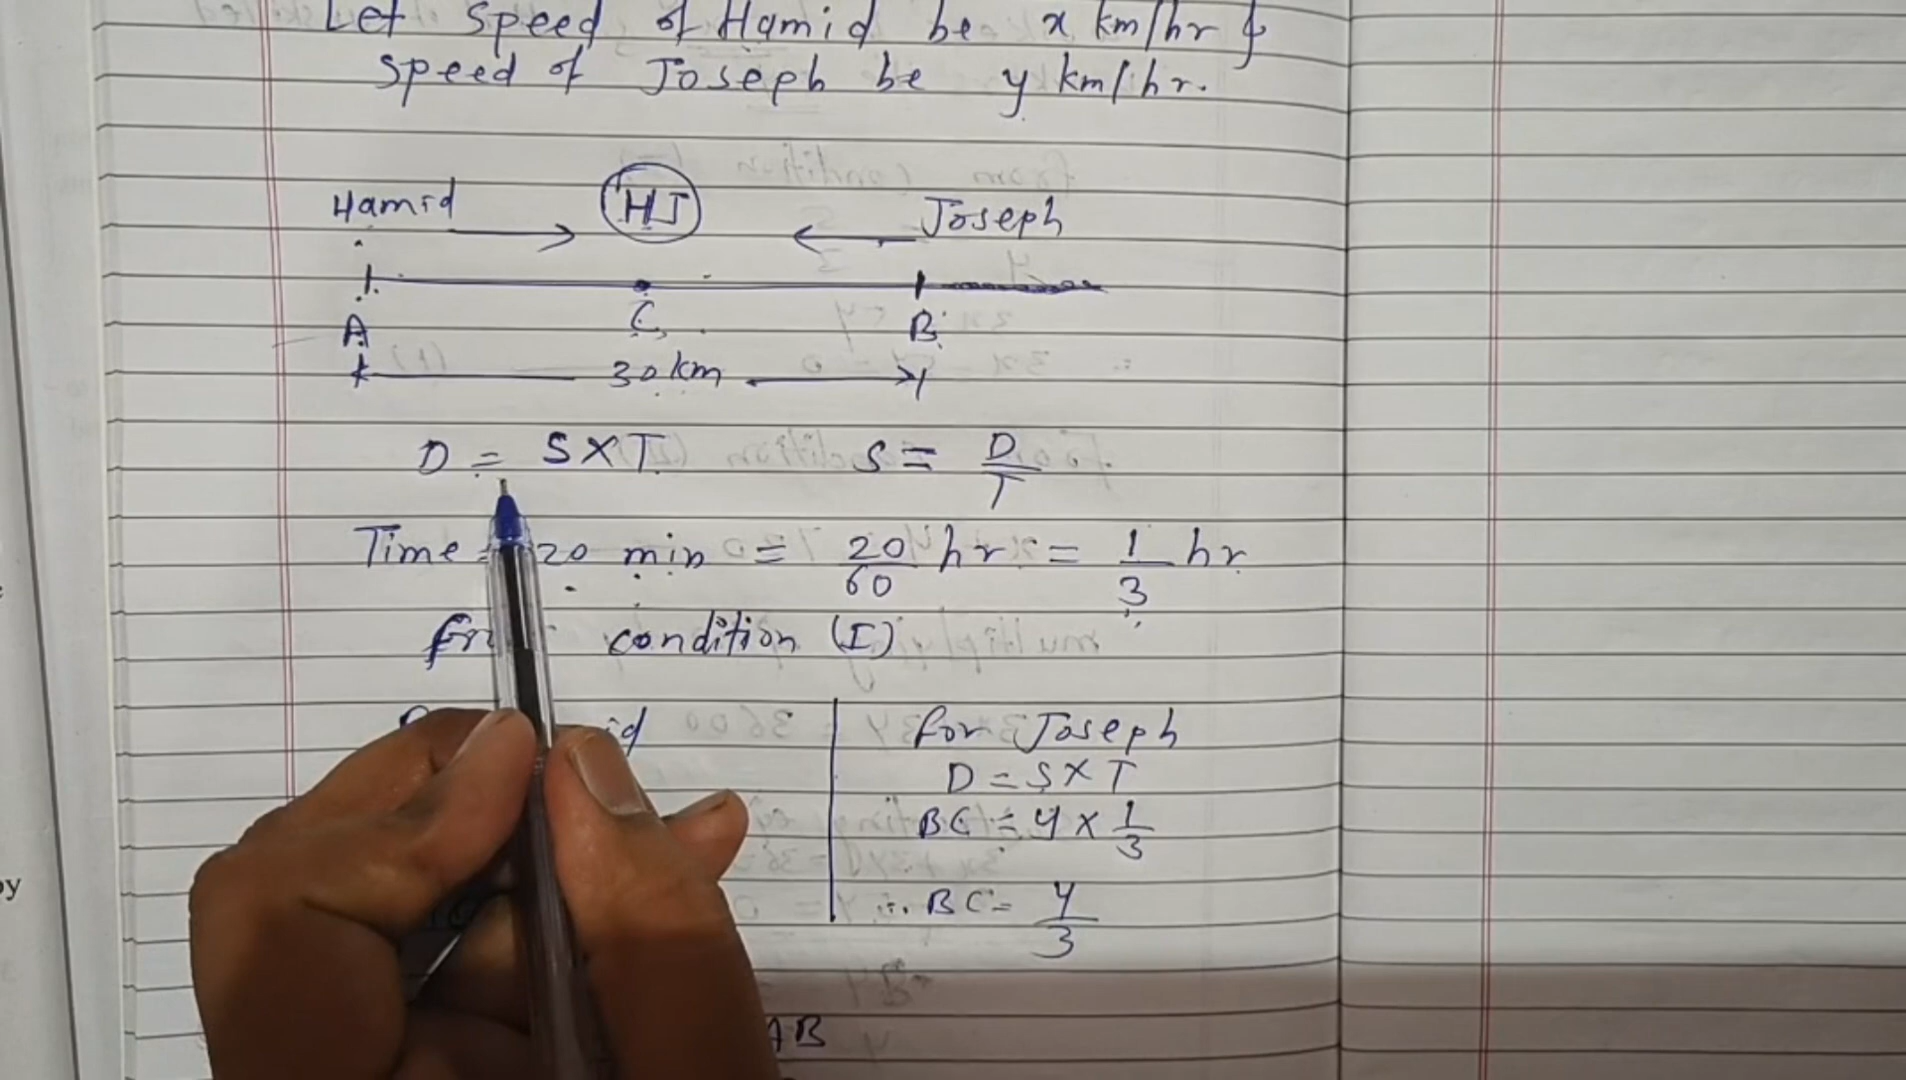 Let speed of Hamid be x km/hr &
speed of Joseph be y km/hr.
Hamid HJ Joseph
A C B
30 km
D = S X T S = D/T
Time = 20 min = 20/60 hr = 1/3 hr
condition (I)
for Joseph
D = S X T
BC = y x 1/3
∴ BC = y/3
AB